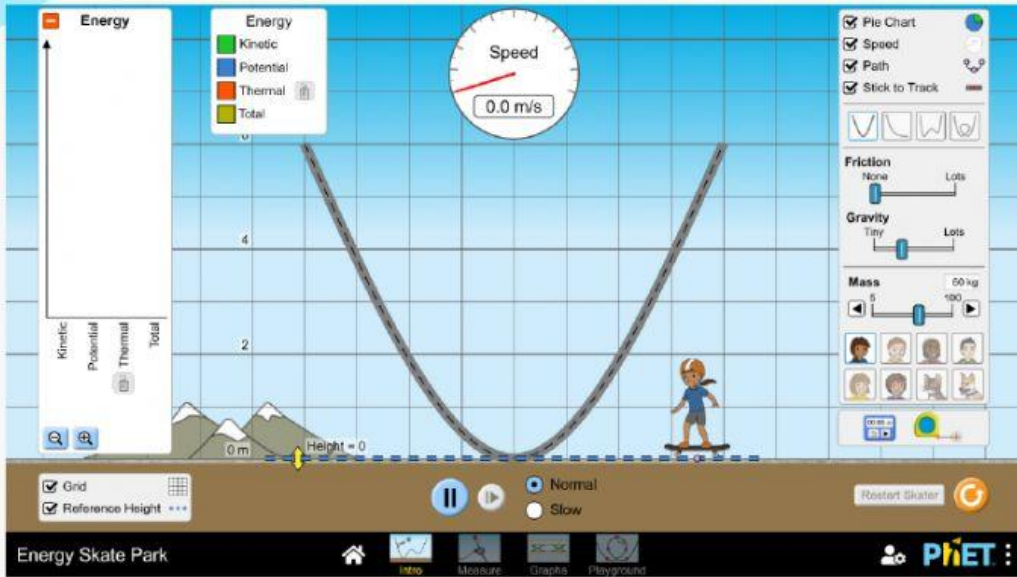 Energy
Kinetic
Potential
Thermal
Total
Energy
Kinetic
Potential
Thermal
Total
Speed
0.0 m/s
6
4
2
0 m
Height = 0
Pie Chart
Speed
Path
Stick to Track
Friction
None Lots
Gravity
Tiny Lots
Mass 60 kg
5 100
Grid
Reference Height
Normal
Slow
Restart Skater
Energy Skate Park
Intro
Measure
Graphs
Playground
PhET